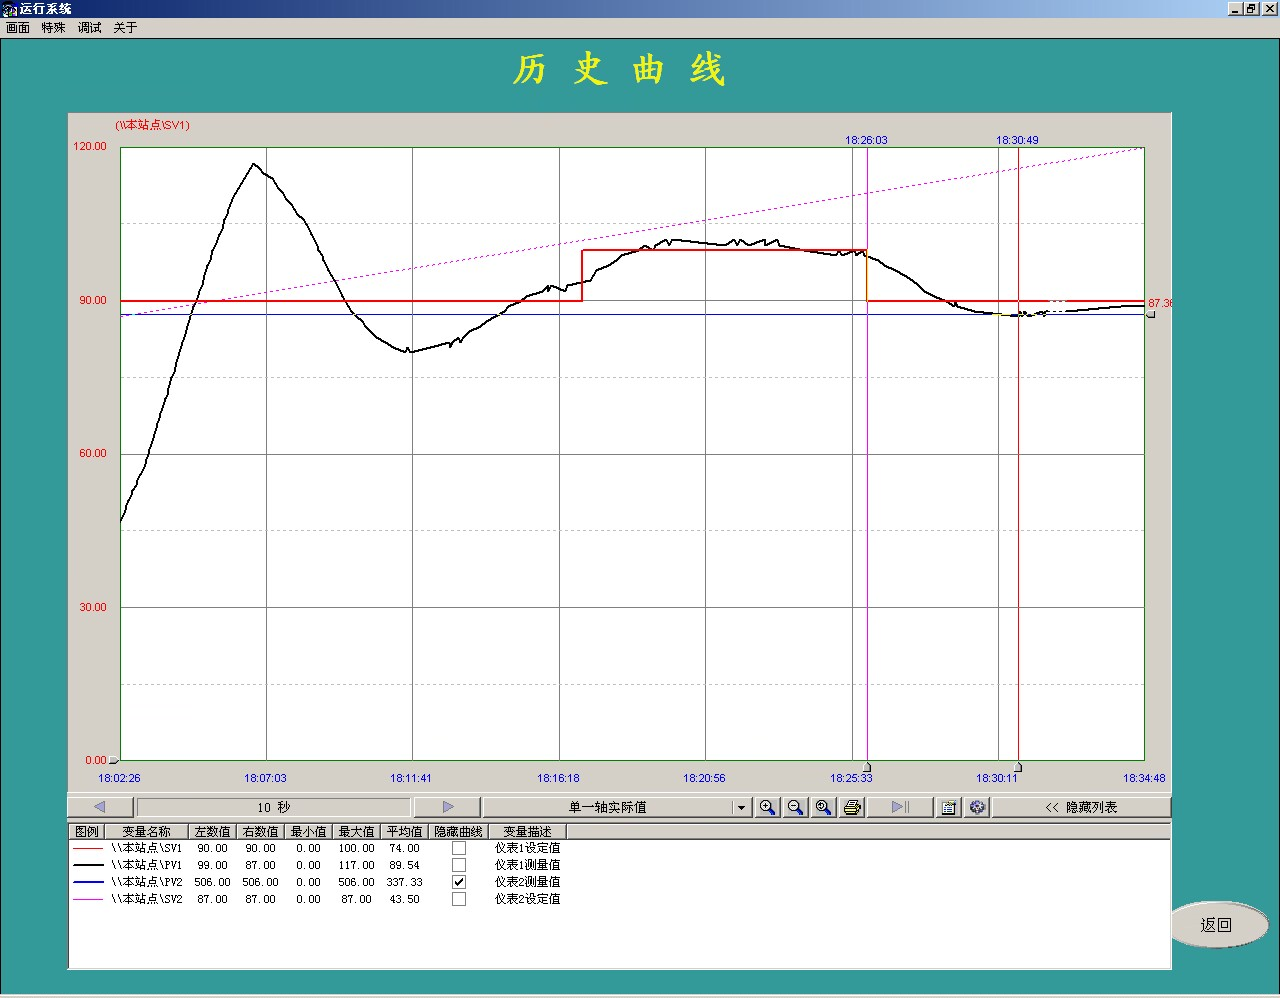 运行系统
画面 特殊 调试 关于
历 史 曲 线
(\\本站点\SV1)
120.00
18:26:03 18:30:49
90.00
87.36
60.00
30.00
0.00
18:02:26 18:07:03 18:11:41 18:16:18 18:20:56 18:25:33 18:30:11 18:34:48
10 秒 单一轴实际值 << 隐藏列表
图例 变量名称 左数值 右数值 最小值 最大值 平均值 隐藏曲线 变量描述
\\本站点\SV1 90.00 90.00 0.00 100.00 74.00 仪表1设定值
\\本站点\PV1 99.00 87.00 0.00 117.00 89.54 仪表1测量值
\\本站点\PV2 506.00 506.00 0.00 506.00 337.33 仪表2测量值
\\本站点\SV2 87.00 87.00 0.00 87.00 43.50 仪表2设定值
返回